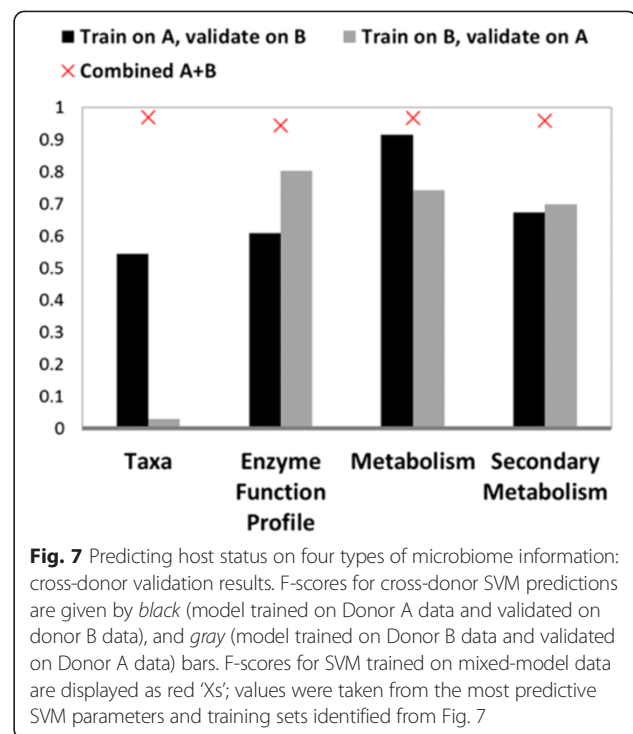 ■ Train on A, validate on B ■ Train on B, validate on A
× Combined A+B
1
0.9
0.8
0.7
0.6
0.5
0.4
0.3
0.2
0.1
0
Taxa
Enzyme Function Profile
Metabolism
Secondary Metabolism
Fig. 7 Predicting host status on four types of microbiome information:
cross-donor validation results. F-scores for cross-donor SVM predictions
are given by black (model trained on Donor A data and validated on
donor B data), and gray (model trained on Donor B data and validated
on Donor A data) bars. F-scores for SVM trained on mixed-model data
are displayed as red ‘Xs’; values were taken from the most predictive
SVM parameters and training sets identified from Fig. 7